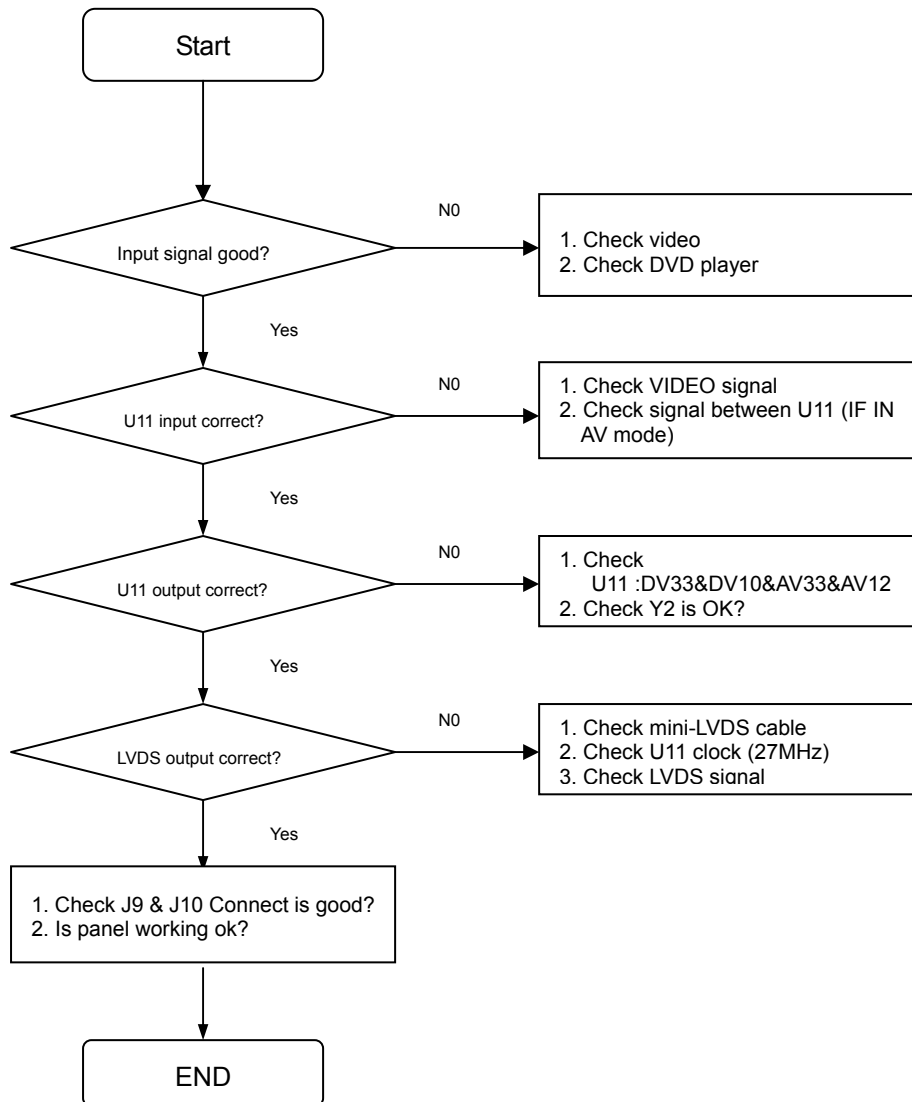 Start
Input signal good?
N0
1. Check video
2. Check DVD player
Yes
U11 input correct?
N0
1. Check VIDEO signal
2. Check signal between U11 (IF IN
AV mode)
Yes
U11 output correct?
N0
1. Check
U11 :DV33&DV10&AV33&AV12
2. Check Y2 is OK?
Yes
LVDS output correct?
N0
1. Check mini-LVDS cable
2. Check U11 clock (27MHz)
3. Check LVDS signal
Yes
1. Check J9 & J10 Connect is good?
2. Is panel working ok?
END